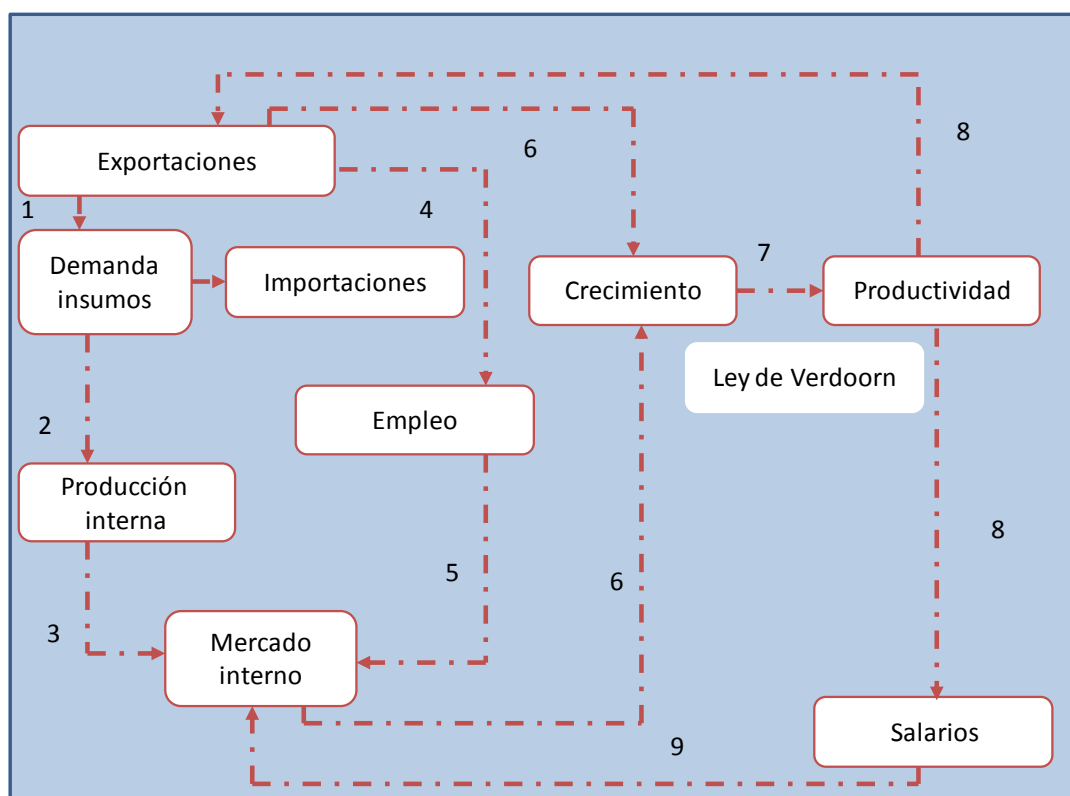 8
6
Exportaciones
4
1
Demanda
insumos
Importaciones
7
Crecimiento
Productividad
Ley de Verdoorn
Empleo
2
Producción
interna
8
5
6
3
Mercado
interno
Salarios
9